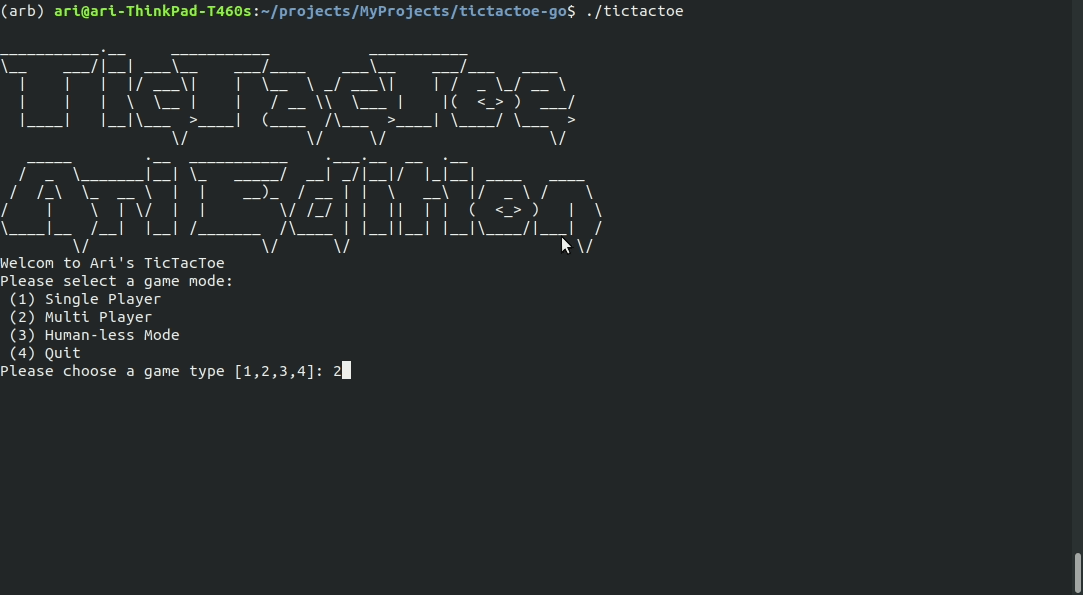 (arb) ari@ari-ThinkPad-T460s:~/projects/MyProjects/tictactoe-go$ ./tictactoe
TicTacToe
AriEdition
Welcom to Ari's TicTacToe
Please select a game mode:
(1) Single Player
(2) Multi Player
(3) Human-less Mode
(4) Quit
Please choose a game type [1,2,3,4]: 2